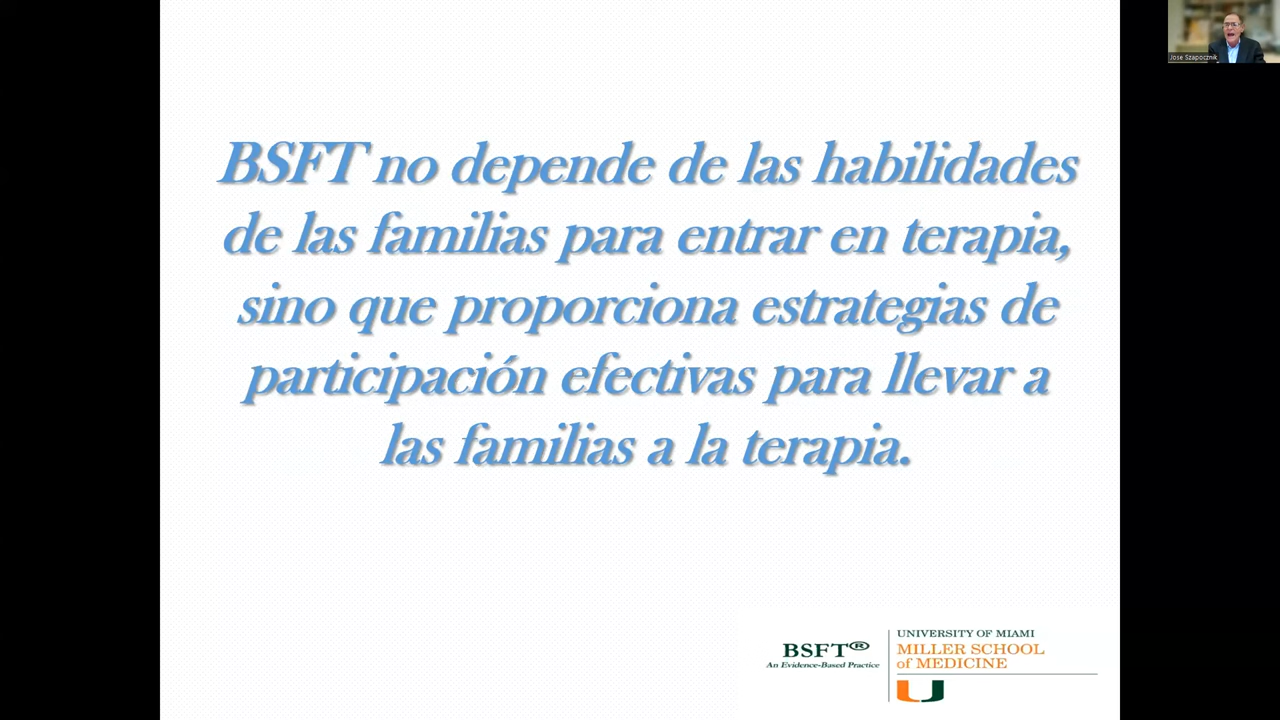 Jose Szapocznik
BSFT no depende de las habilidades
de las familias para entrar en terapia,
sino que proporciona estrategias de
participación efectivas para llevar a
las familias a la terapia.
BSFT®
An Evidence-Based Practice
UNIVERSITY OF MIAMI
MILLER SCHOOL
of MEDICINE